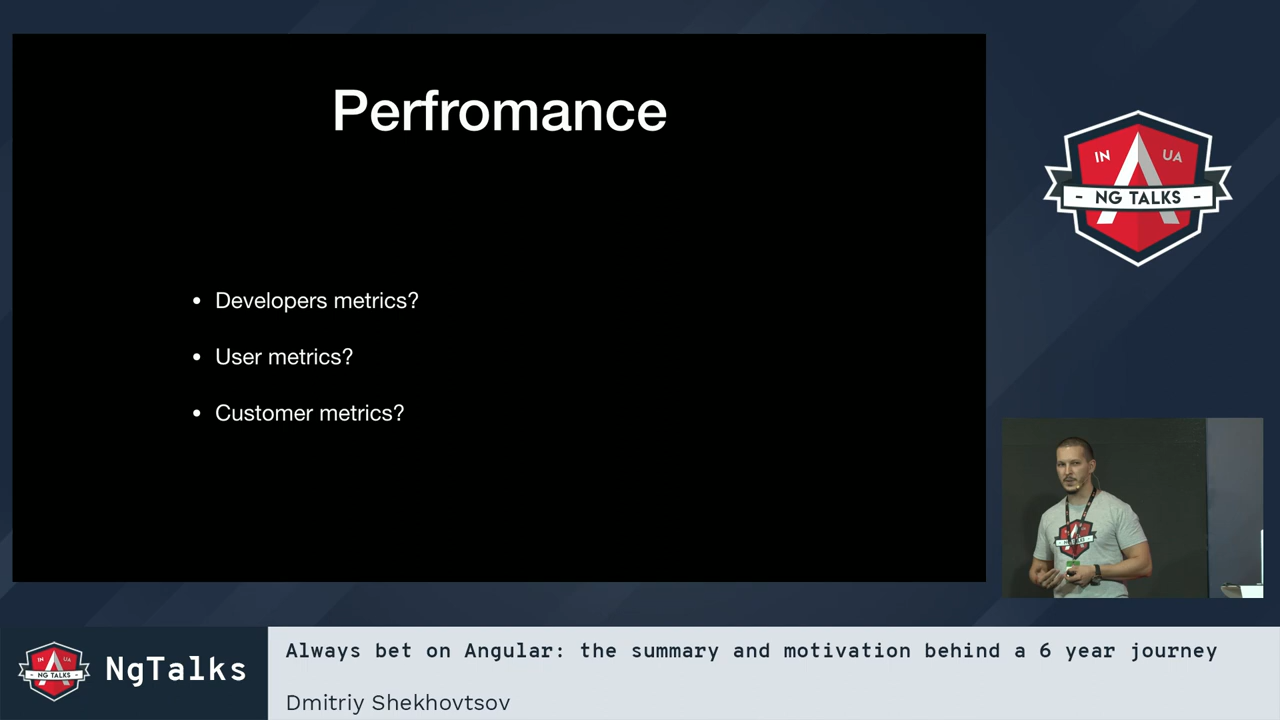 Perfromance
• Developers metrics?
• User metrics?
• Customer metrics?
IN UA
- NG TALKS -
IN UA
- NG TALKS -
NgTalks
Always bet on Angular: the summary and motivation behind a 6 year journey
Dmitriy Shekhovtsov